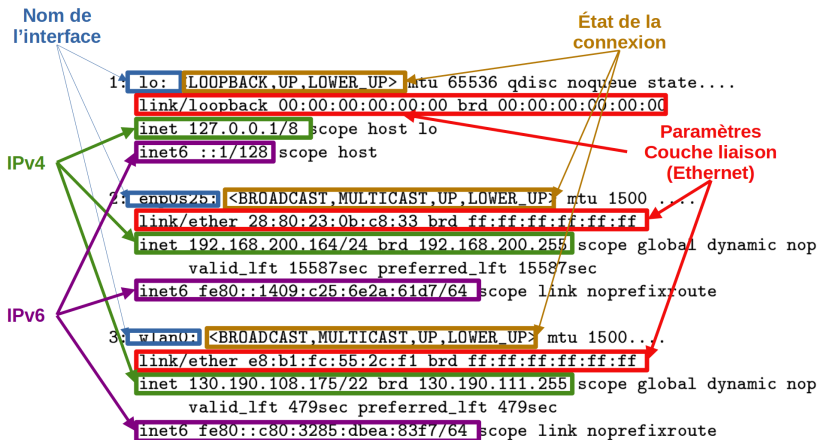 Nom de
l'interface
État de la
connexion
1: lo: <LOOPBACK,UP,LOWER_UP> mtu 65536 qdisc noqueue state....
link/loopback 00:00:00:00:00:00 brd 00:00:00:00:00:00
inet 127.0.0.1/8 scope host lo
inet6 ::1/128 scope host
Paramètres
Couche liaison
(Ethernet)
IPv4
2: enp0s25: <BROADCAST,MULTICAST,UP,LOWER_UP> mtu 1500 ....
link/ether 28:80:23:0b:c8:33 brd ff:ff:ff:ff:ff:ff
inet 192.168.200.164/24 brd 192.168.200.255 scope global dynamic nop
valid_lft 15587sec preferred_lft 15587sec
inet6 fe80::1409:c25:6e2a:61d7/64 scope link noprefixroute
IPv6
3: wlan0: <BROADCAST,MULTICAST,UP,LOWER_UP> mtu 1500....
link/ether e8:b1:fc:55:2c:f1 brd ff:ff:ff:ff:ff:ff
inet 130.190.108.175/22 brd 130.190.111.255 scope global dynamic nop
valid_lft 479sec preferred_lft 479sec
inet6 fe80::c80:3285:dbea:83f7/64 scope link noprefixroute